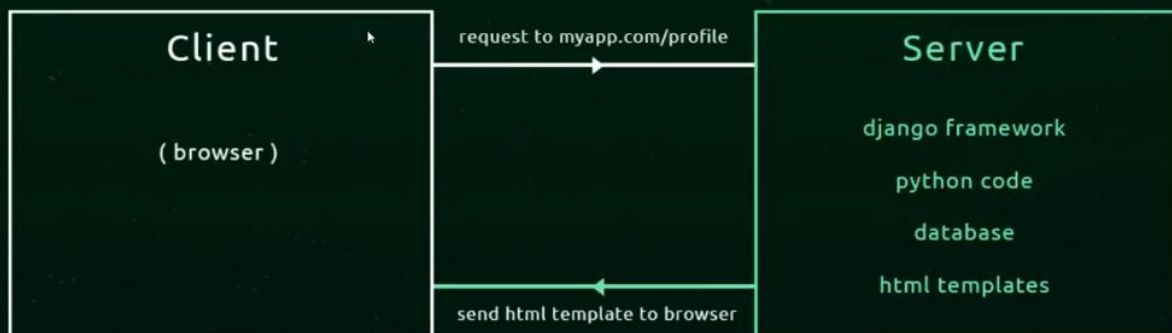 Client
( browser )
request to myapp.com/profile
send html template to browser
Server
django framework
python code
database
html templates